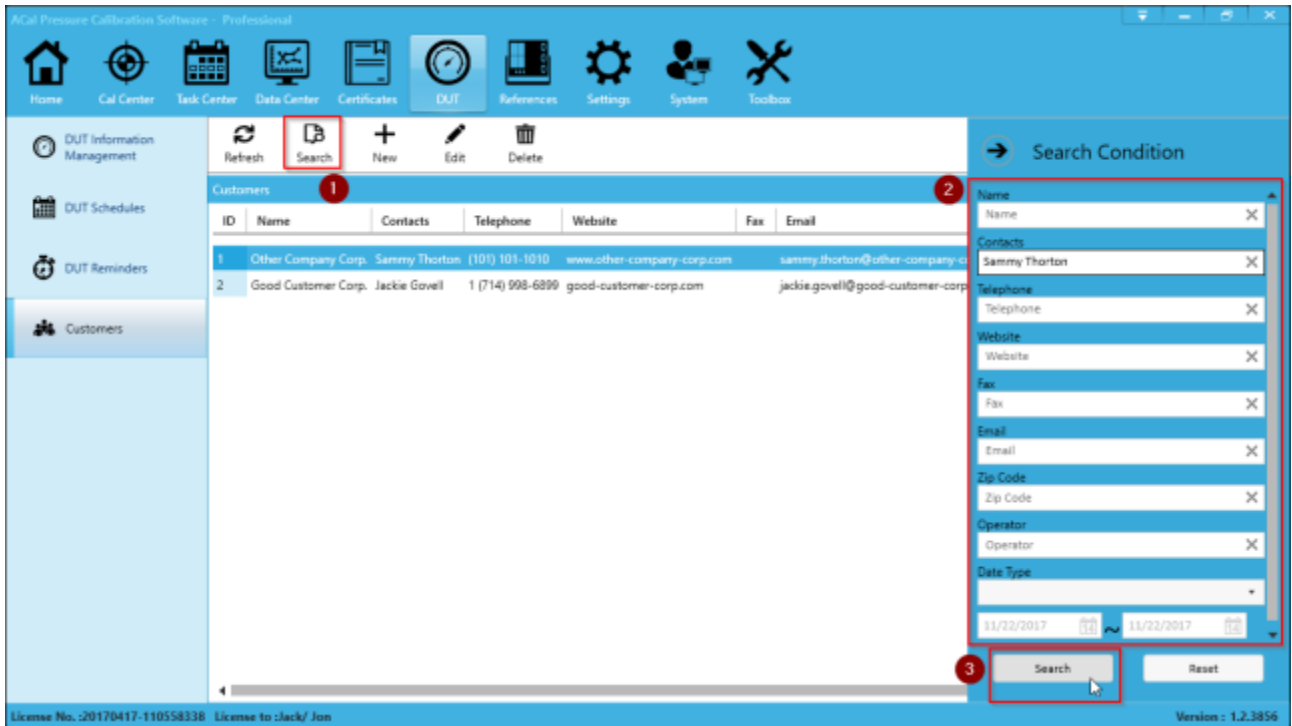 ACal Pressure Calibration Software - Professional
Home Cal Center Task Center Data Center Certificates DUT References Settings System Toolbox
DUT Information
Management
DUT Schedules
DUT Reminders
Customers
Refresh Search New Edit Delete
1
Customers
ID Name Contacts Telephone Website Fax Email
1 Other Company Corp. Sammy Thorton (101) 101-1010 www.other-company-corp.com sammy.thorton@other-company-c
2 Good Customer Corp. Jackie Govell 1 (714) 998-6899 good-customer-corp.com jackie.govell@good-customer-corp
Search Condition
2
Name
Name
Contacts
Sammy Thorton
Telephone
Telephone
Website
Website
Fax
Fax
Email
Email
Zip Code
Zip Code
Operator
Operator
Date Type
11/22/2017 14 ~ 11/22/2017 14
3
Search Reset
License No. :20170417-110558338 License to :Jack/ Jon Version : 1.2.3856